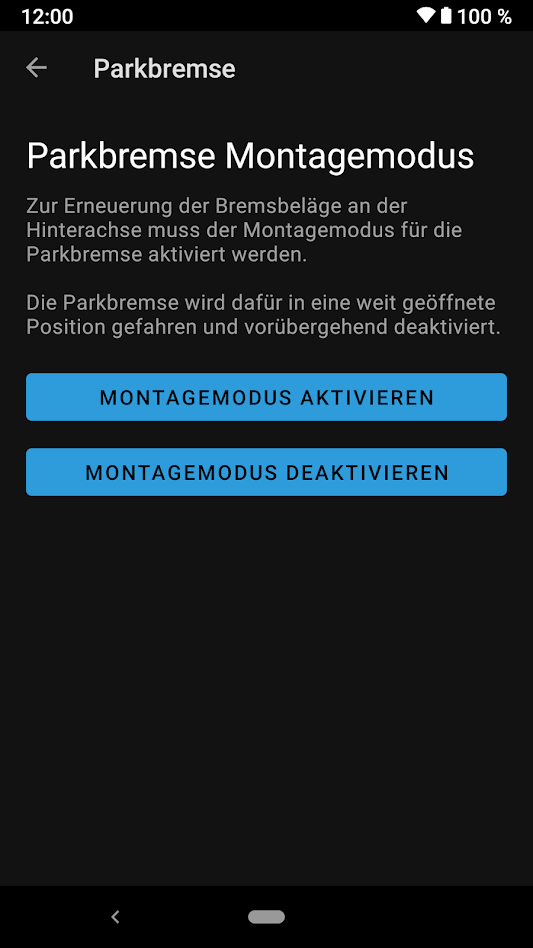 12:00
100 %
Parkbremse
Parkbremse Montagemodus
Zur Erneuerung der Bremsbeläge an der
Hinterachse muss der Montagemodus für die
Parkbremse aktiviert werden.
Die Parkbremse wird dafür in eine weit geöffnete
Position gefahren und vorübergehend deaktiviert.
MONTAGEMODUS AKTIVIEREN
MONTAGEMODUS DEAKTIVIEREN